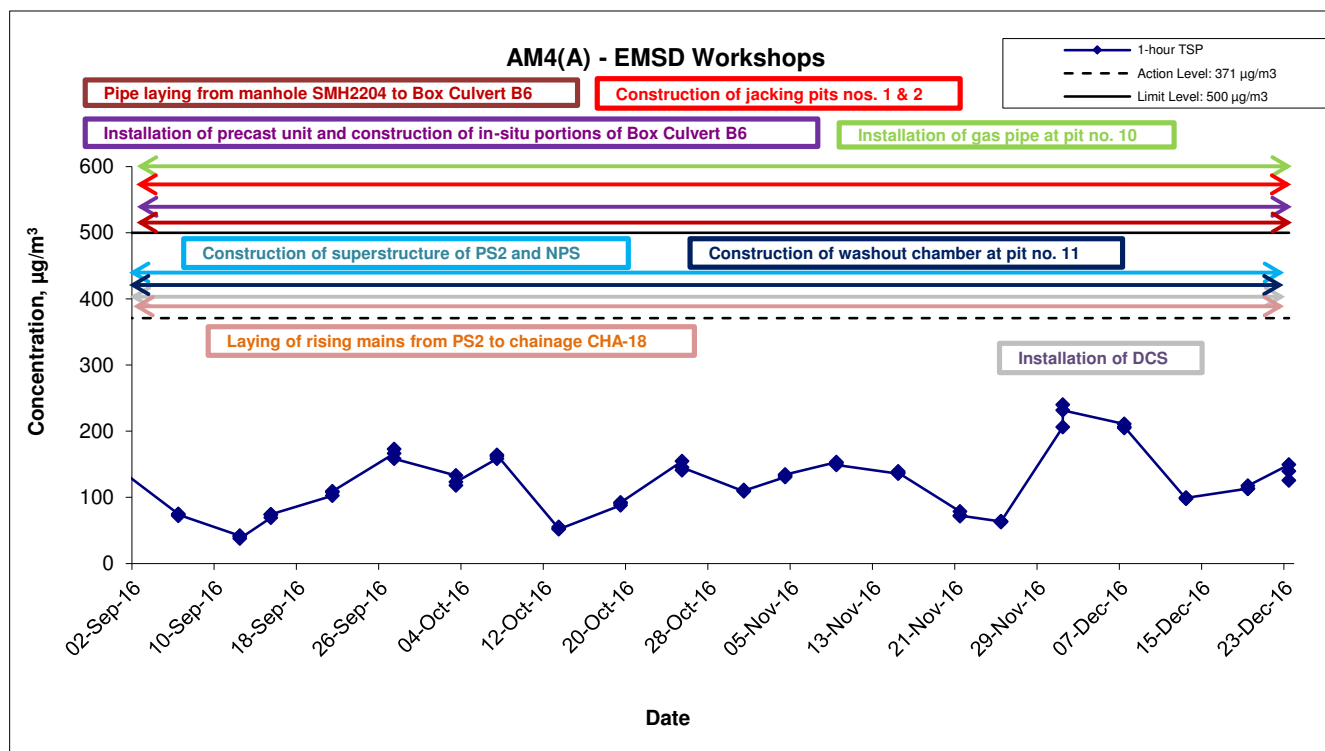 AM4(A) - EMSD Workshops
1-hour TSP
Action Level: 371 µg/m3
Limit Level: 500 µg/m3
Pipe laying from manhole SMH2204 to Box Culvert B6
Construction of jacking pits nos. 1 & 2
Installation of precast unit and construction of in-situ portions of Box Culvert B6
Installation of gas pipe at pit no. 10
Construction of superstructure of PS2 and NPS
Construction of washout chamber at pit no. 11
Laying of rising mains from PS2 to chainage CHA-18
Installation of DCS
Concentration, µg/m³
600
500
400
300
200
100
0
02-Sep-16
10-Sep-16
18-Sep-16
26-Sep-16
04-Oct-16
12-Oct-16
20-Oct-16
28-Oct-16
05-Nov-16
13-Nov-16
21-Nov-16
29-Nov-16
07-Dec-16
15-Dec-16
23-Dec-16
Date